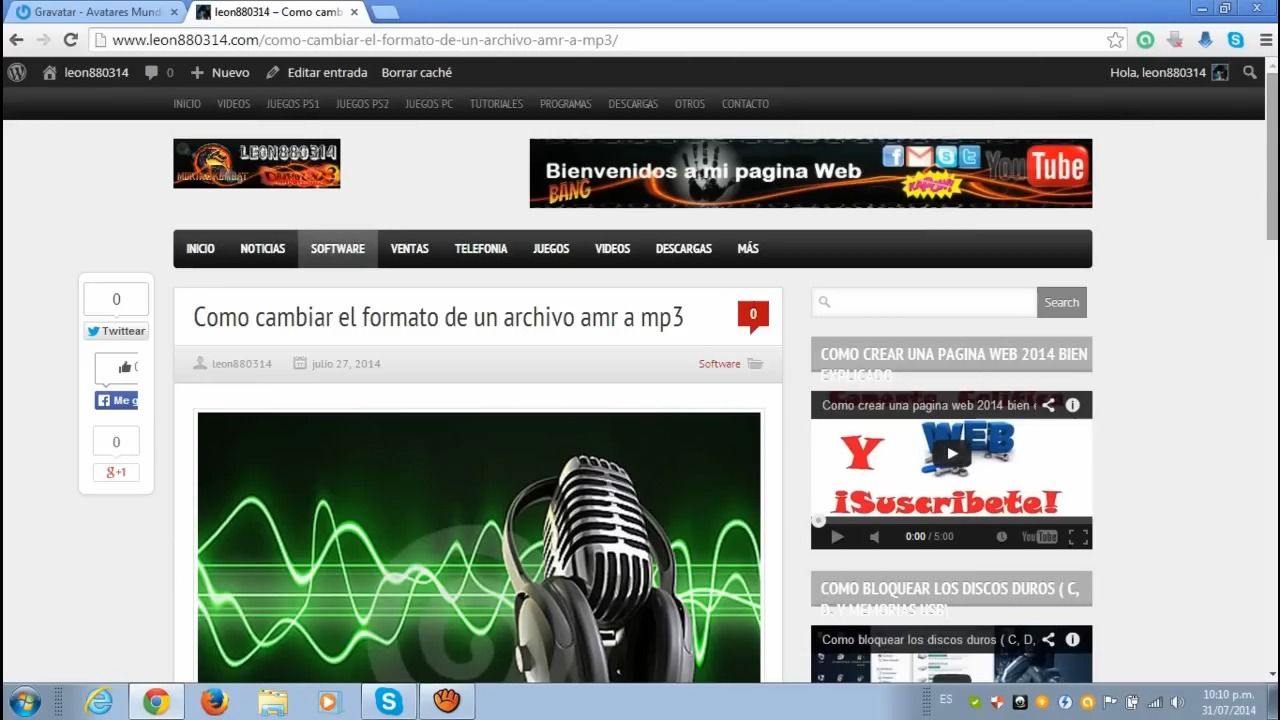 Gravatar - Avatares Mund
leon880314 – Como camb
www.leon880314.com/como-cambiar-el-formato-de-un-archivo-amr-a-mp3/
leon880314 0 Nuevo Editar entrada Borrar caché Hola, leon880314
INICIO VIDEOS JUEGOS PS1 JUEGOS PS2 JUEGOS PC TUTORIALES PROGRAMAS DESCARGAS OTROS CONTACTO
LEON880314
MORTAL KOMBAT
Bienvenidos a mi pagina Web
BANG
YouTube
INICIO NOTICIAS SOFTWARE VENTAS TELEFONIA JUEGOS VIDEOS DESCARGAS MÁS
0
Twittear
0
Me g
0
g+1
Como cambiar el formato de un archivo amr a mp3
0
leon880314 julio 27, 2014 Software
Search
COMO CREAR UNA PAGINA WEB 2014 BIEN
EXPLICADO
Como crear una pagina web 2014 bien
Y WEB
¡Suscribete!
0:00 / 5:00 YouTube
COMO BLOQUEAR LOS DISCOS DUROS ( C,
D, Y MEMORIAS USB)
Como bloquear los discos duros ( C, D,
ES
10:10 p.m.
31/07/2014